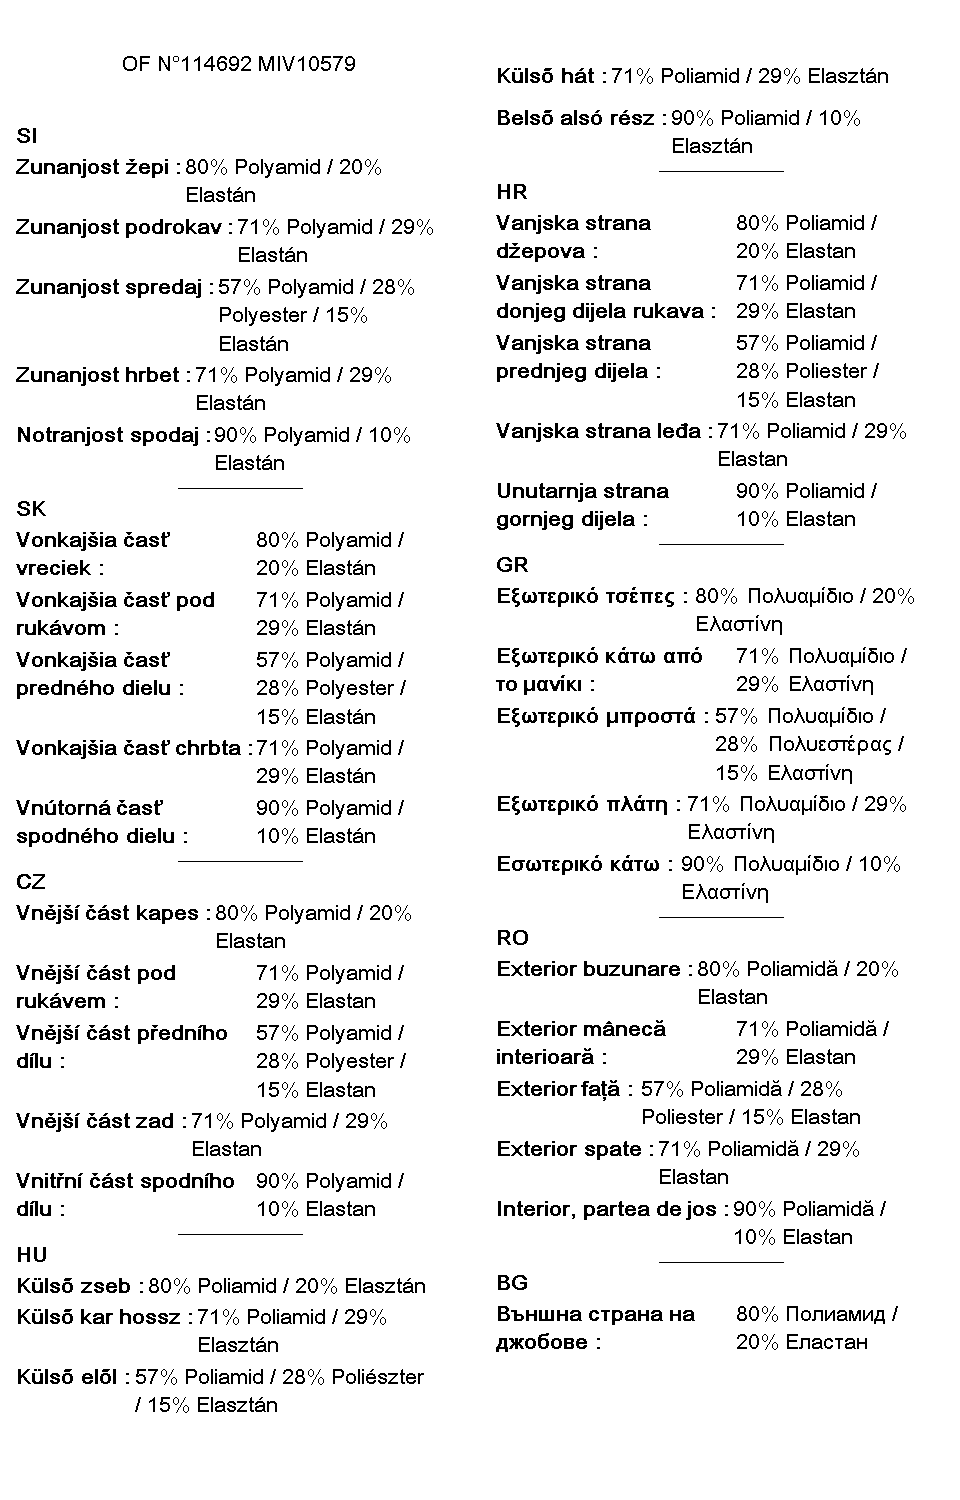 OF N°114692 MIV10579
SI
Zunanjost žepi : 80% Polyamid / 20%
Elastán
Zunanjost podrokav : 71% Polyamid / 29%
Elastán
Zunanjost spredaj : 57% Polyamid / 28%
Polyester / 15%
Elastán
Zunanjost hrbet : 71% Polyamid / 29%
Elastán
Notranjost spodaj : 90% Polyamid / 10%
Elastán
SK
Vonkajšia časť 80% Polyamid /
vreciek : 20% Elastán
Vonkajšia časť pod 71% Polyamid /
rukávom : 29% Elastán
Vonkajšia časť 57% Polyamid /
predného dielu : 28% Polyester /
15% Elastán
Vonkajšia časť chrbta : 71% Polyamid /
29% Elastán
Vnútorná časť 90% Polyamid /
spodného dielu : 10% Elastán
CZ
Vnější část kapes : 80% Polyamid / 20%
Elastan
Vnější část pod 71% Polyamid /
rukávem : 29% Elastan
Vnější část předního 57% Polyamid /
dílu : 28% Polyester /
15% Elastan
Vnější část zad : 71% Polyamid / 29%
Elastan
Vnitřní část spodního 90% Polyamid /
dílu : 10% Elastan
HU
Külső zseb : 80% Poliamid / 20% Elasztán
Külső kar hossz : 71% Poliamid / 29%
Elasztán
Külső elől : 57% Poliamid / 28% Poliészter
/ 15% Elasztán
Külső hát : 71% Poliamid / 29% Elasztán
Belső alsó rész : 90% Poliamid / 10%
Elasztán
HR
Vanjska strana 80% Poliamid /
džepova : 20% Elastan
Vanjska strana 71% Poliamid /
donjeg dijela rukava : 29% Elastan
Vanjska strana 57% Poliamid /
prednjeg dijela : 28% Poliester /
15% Elastan
Vanjska strana leđa : 71% Poliamid / 29%
Elastan
Unutarnja strana 90% Poliamid /
gornjeg dijela : 10% Elastan
GR
Εξωτερικό τσέπες : 80% Πολυαμίδιο / 20%
Ελαστίνη
Εξωτερικό κάτω από 71% Πολυαμίδιο /
το μανίκι : 29% Ελαστίνη
Εξωτερικό μπροστά : 57% Πολυαμίδιο /
28% Πολυεστέρας /
15% Ελαστίνη
Εξωτερικό πλάτη : 71% Πολυαμίδιο / 29%
Ελαστίνη
Εσωτερικό κάτω : 90% Πολυαμίδιο / 10%
Ελαστίνη
RO
Exterior buzunare : 80% Poliamidă / 20%
Elastan
Exterior mânecă 71% Poliamidă /
interioară : 29% Elastan
Exterior față : 57% Poliamidă / 28%
Poliester / 15% Elastan
Exterior spate : 71% Poliamidă / 29%
Elastan
Interior, partea de jos : 90% Poliamidă /
10% Elastan
BG
Външна страна на 80% Полиамид /
джобове : 20% Еластан